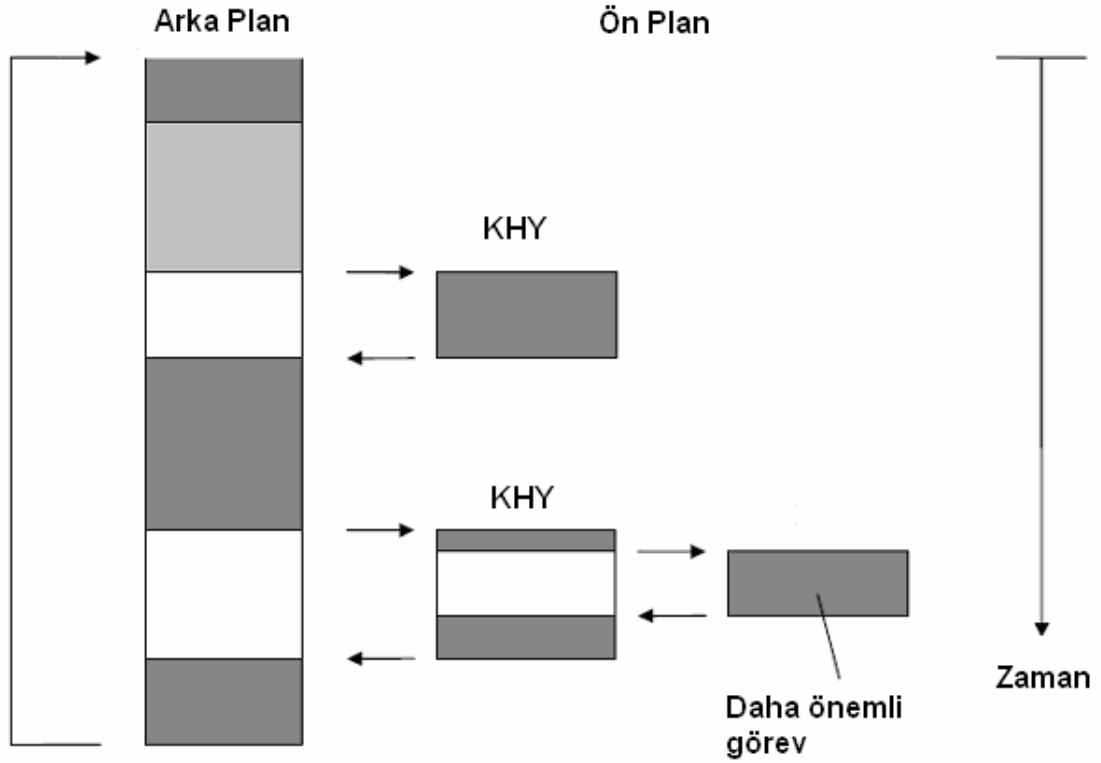 Arka Plan
Ön Plan
KHY
KHY
Daha önemli
görev
Zaman